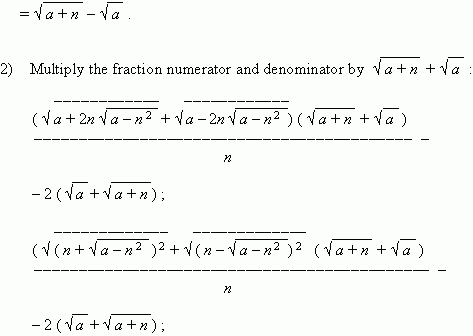 = √a + n − √a .
2) Multiply the fraction numerator and denominator by √a + n + √a :
( √a + 2n √a − n² + √a − 2n √a − n² ) ( √a + n + √a )
n
−
− 2 ( √a + √a + n ) ;
( √( n + √a − n² )² + √( n − √a − n² )² ( √a + n + √a )
n
−
− 2 ( √a + √a + n ) ;